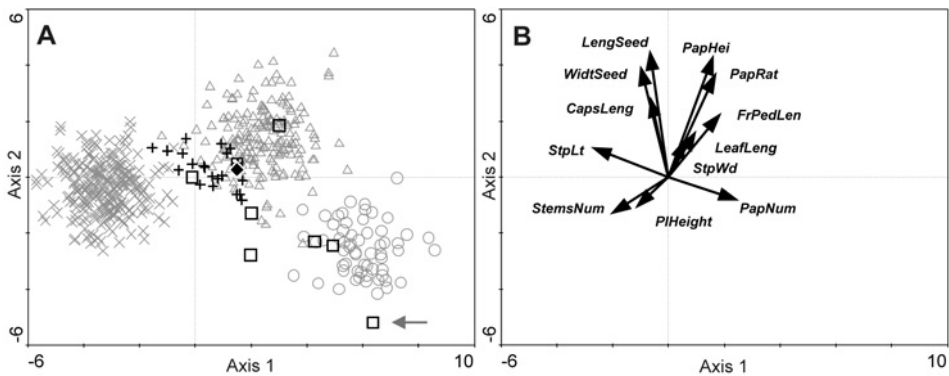 A
6
Axis 2
-6
-6
Axis 1
10
B
6
LengSeed
PapHei
WidtSeed
PapRat
CapsLeng
FrPedLen
StpLt
LeafLeng
StpWd
StemsNum
PlHeight
PapNum
Axis 2
-6
-6
Axis 1
10